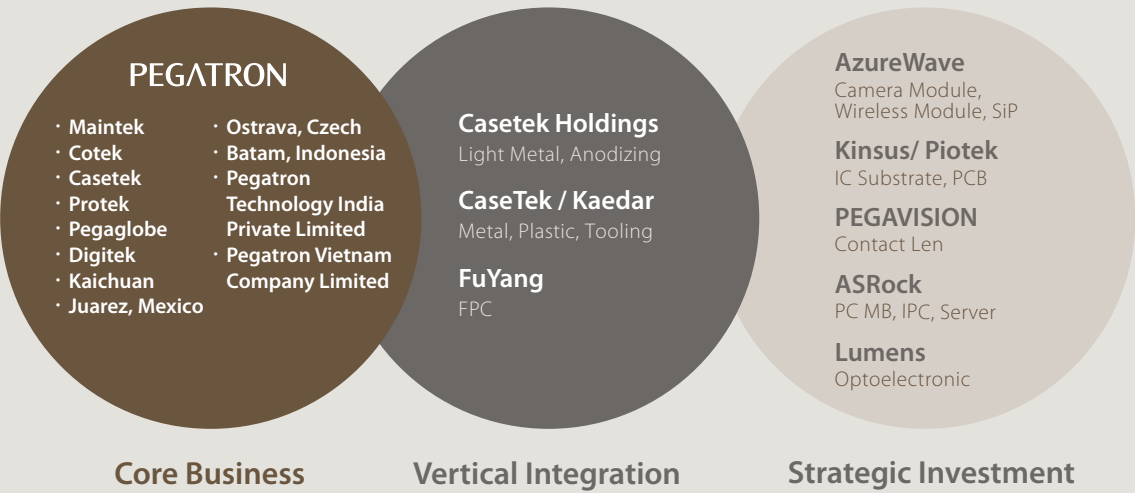 PEGATRON
· Maintek
· Cotek
· Casetek
· Protek
· Pegaglobe
· Digitek
· Kaichuan
· Juarez, Mexico
· Ostrava, Czech
· Batam, Indonesia
· Pegatron
Technology India
Private Limited
· Pegatron Vietnam
Company Limited
Core Business
Casetek Holdings
Light Metal, Anodizing
CaseTek / Kaedar
Metal, Plastic, Tooling
FuYang
FPC
Vertical Integration
AzureWave
Camera Module,
Wireless Module, SiP
Kinsus/ Piotek
IC Substrate, PCB
PEGAVISION
Contact Len
ASRock
PC MB, IPC, Server
Lumens
Optoelectronic
Strategic Investment